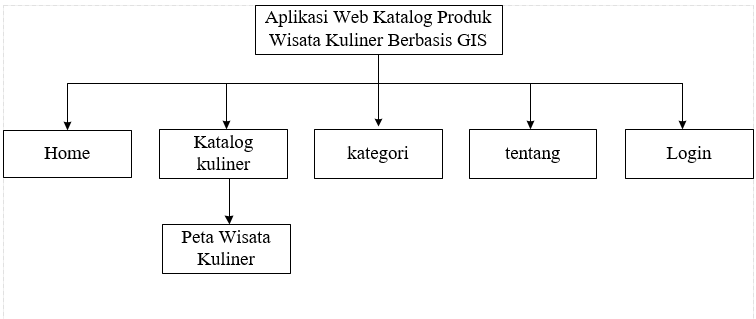 Aplikasi Web Katalog Produk
Wisata Kuliner Berbasis GIS
Home
Katalog
kuliner
kategori
tentang
Login
Peta Wisata
Kuliner